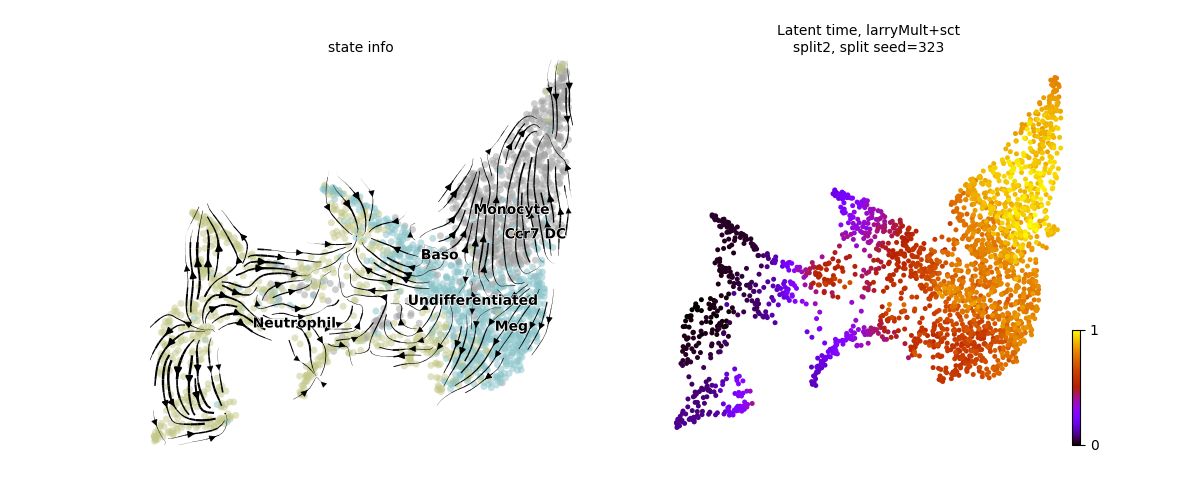 state info
Latent time, larryMult+sct
split2, split seed=323
Monocyte
Ccr7 DC
Baso
Undifferentiated
Neutrophil
Meg
1
0